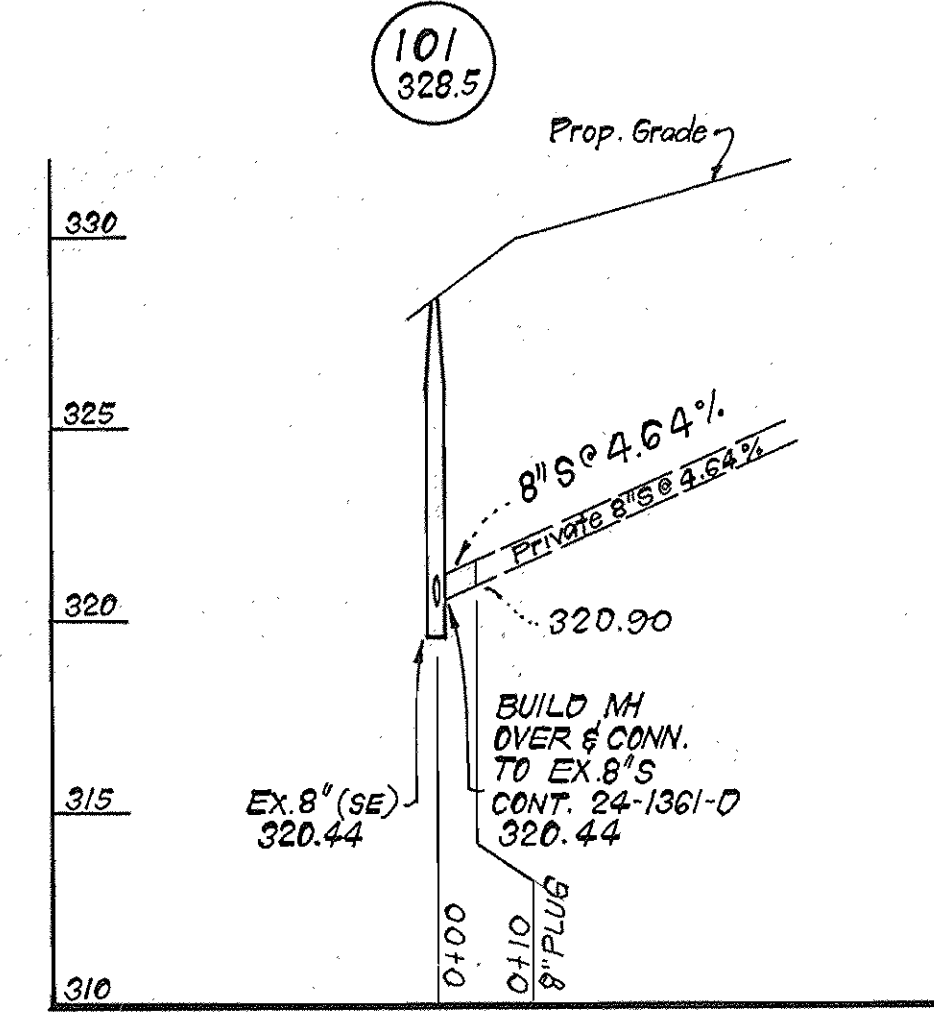 101
328.5
Prop. Grade
330
325
8" S @ 4.64%
Private 8"S @ 4.64%
320
320.90
BUILD MH
OVER & CONN.
TO EX.8"S
CONT. 24-1361-D
320.44
315
EX.8" (SE)
320.44
0+00
0+10
8" PLUG
310